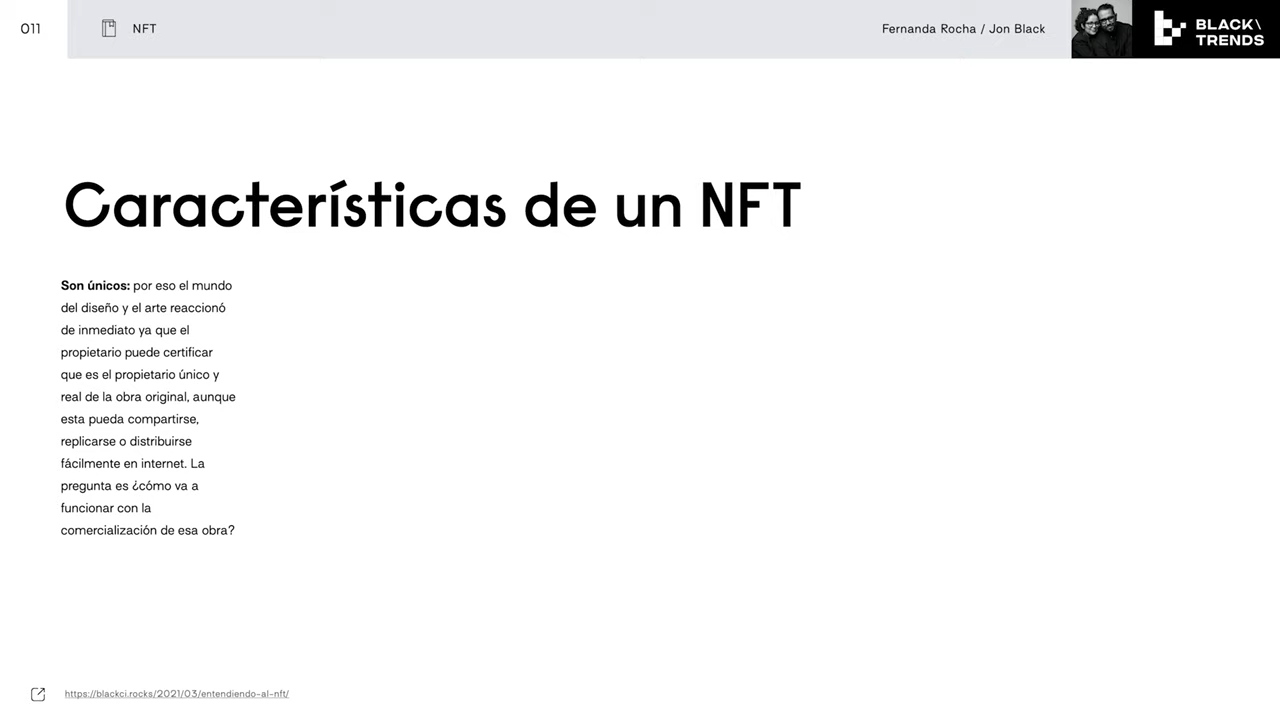 011
NFT
Fernanda Rocha / Jon Black
BLACK\
TRENDS
Características de un NFT
Son únicos: por eso el mundo
del diseño y el arte reaccionó
de inmediato ya que el
propietario puede certificar
que es el propietario único y
real de la obra original, aunque
esta pueda compartirse,
replicarse o distribuirse
fácilmente en internet. La
pregunta es ¿cómo va a
funcionar con la
comercialización de esa obra?
https://blackci.rocks/2021/03/entendiendo-al-nft/